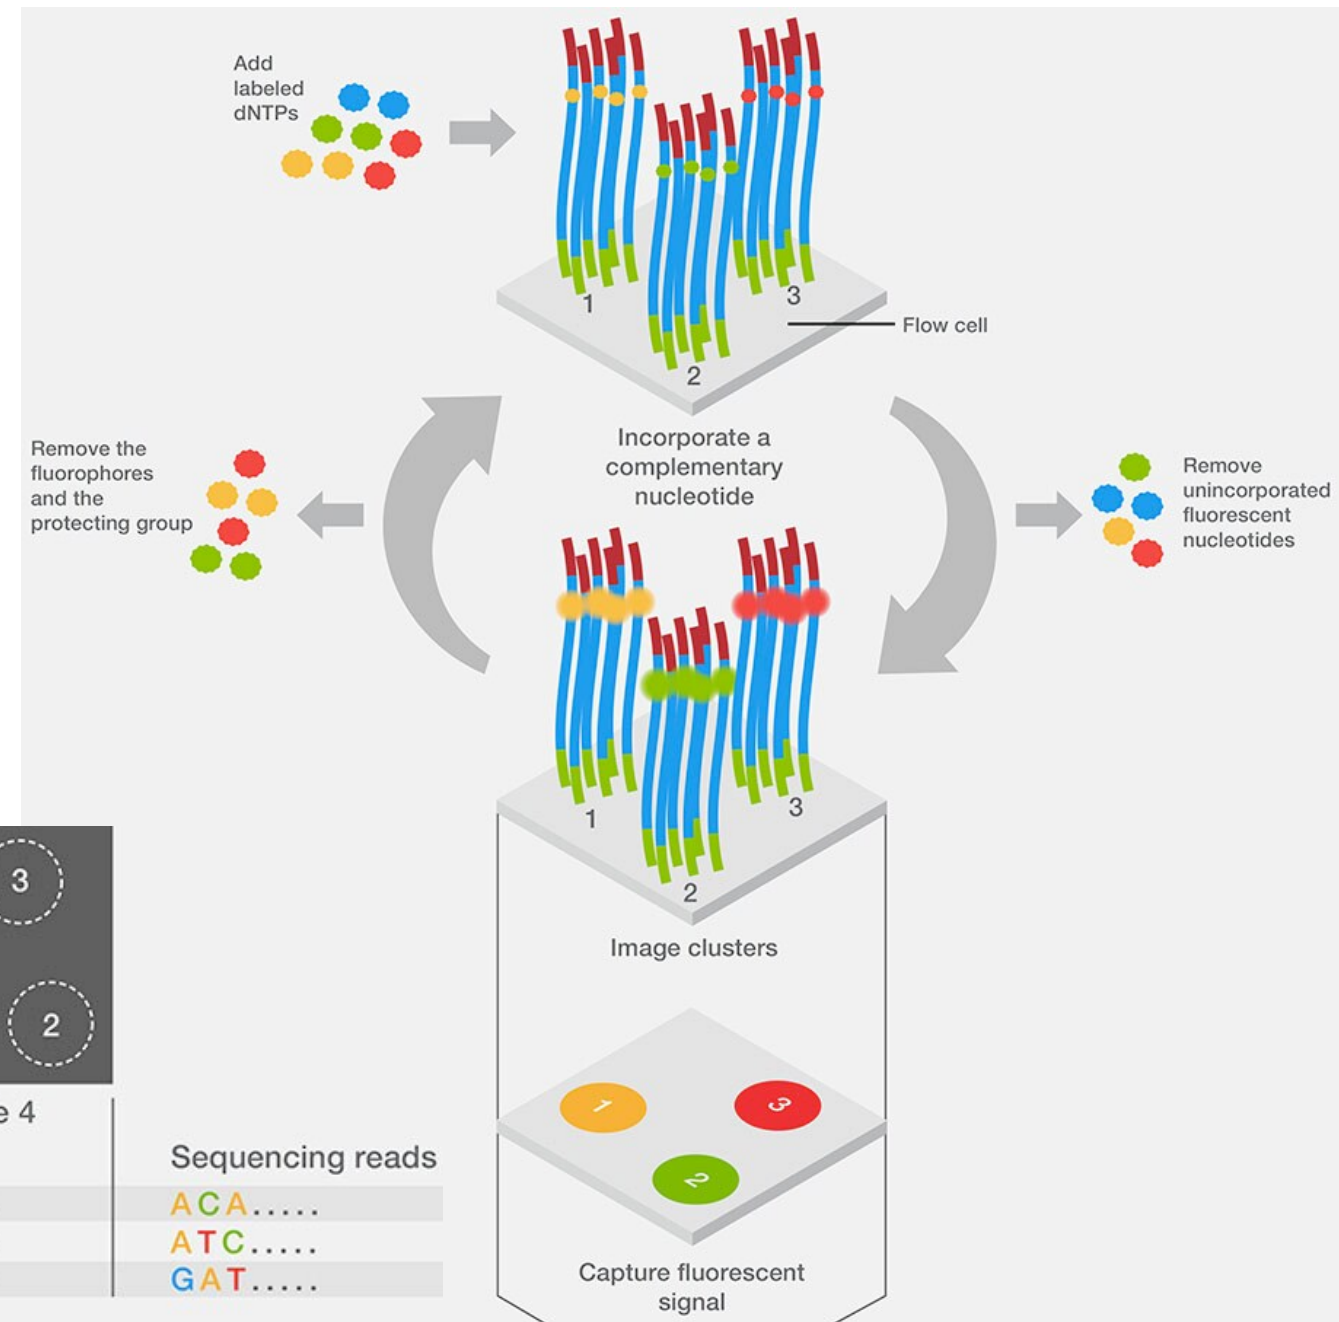 Add
labeled
dNTPs
1
2
3
Flow cell
Incorporate a
complementary
nucleotide
Remove the
fluorophores
and the
protecting group
Remove
unincorporated
fluorescent
nucleotides
1
2
3
Image clusters
1
3
2
Capture fluorescent
signal
3
2
e 4
Sequencing reads
ACA.....
ATC.....
GAT.....